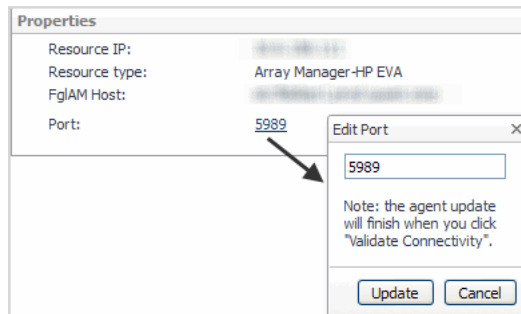 Properties
Resource IP:
Resource type: Array Manager-HP EVA
FglAM Host:
Port: 5989
Edit Port X
5989
Note: the agent update
will finish when you click
"Validate Connectivity".
Update Cancel